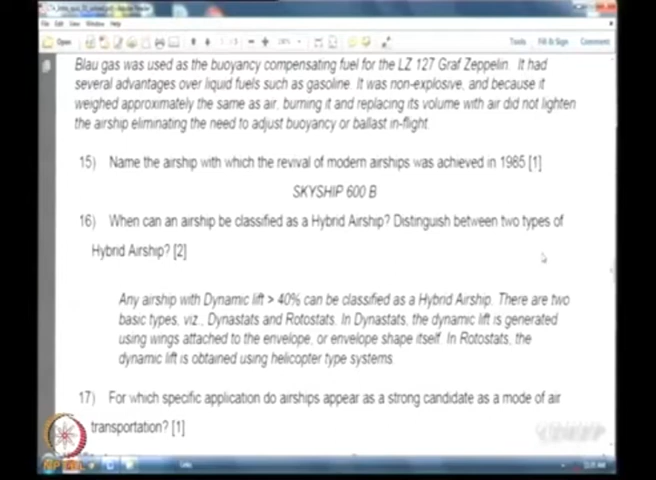 Open
Tools
Fill & Sign
Comment
Blau gas was used as the buoyancy compensating fuel for the LZ 127 Graf Zeppelin. It had
several advantages over liquid fuels such as gasoline. It was non-explosive, and because it
weighed approximately the same as air, burning it and replacing its volume with air did not lighten
the airship eliminating the need to adjust buoyancy or ballast in-flight
15) Name the airship with which the revival of modern airships was achieved in 1985 [1]
SKYSHIP 600 B
16) When can an airship be classified as a Hybrid Airship? Distinguish between two types of
Hybrid Airship? [2]
Any airship with Dynamic lift > 40% can be classified as a Hybrid Airship. There are two
basic types, viz., Dynastats and Rotostats. In Dynastats, the dynamic lift is generated
using wings attached to the envelope, or envelope shape itself. In Rotostats, the
dynamic lift is obtained using helicopter type systems
17) For which specific application do airships appear as a strong candidate as a mode of air
transportation? [1]
NPTEL